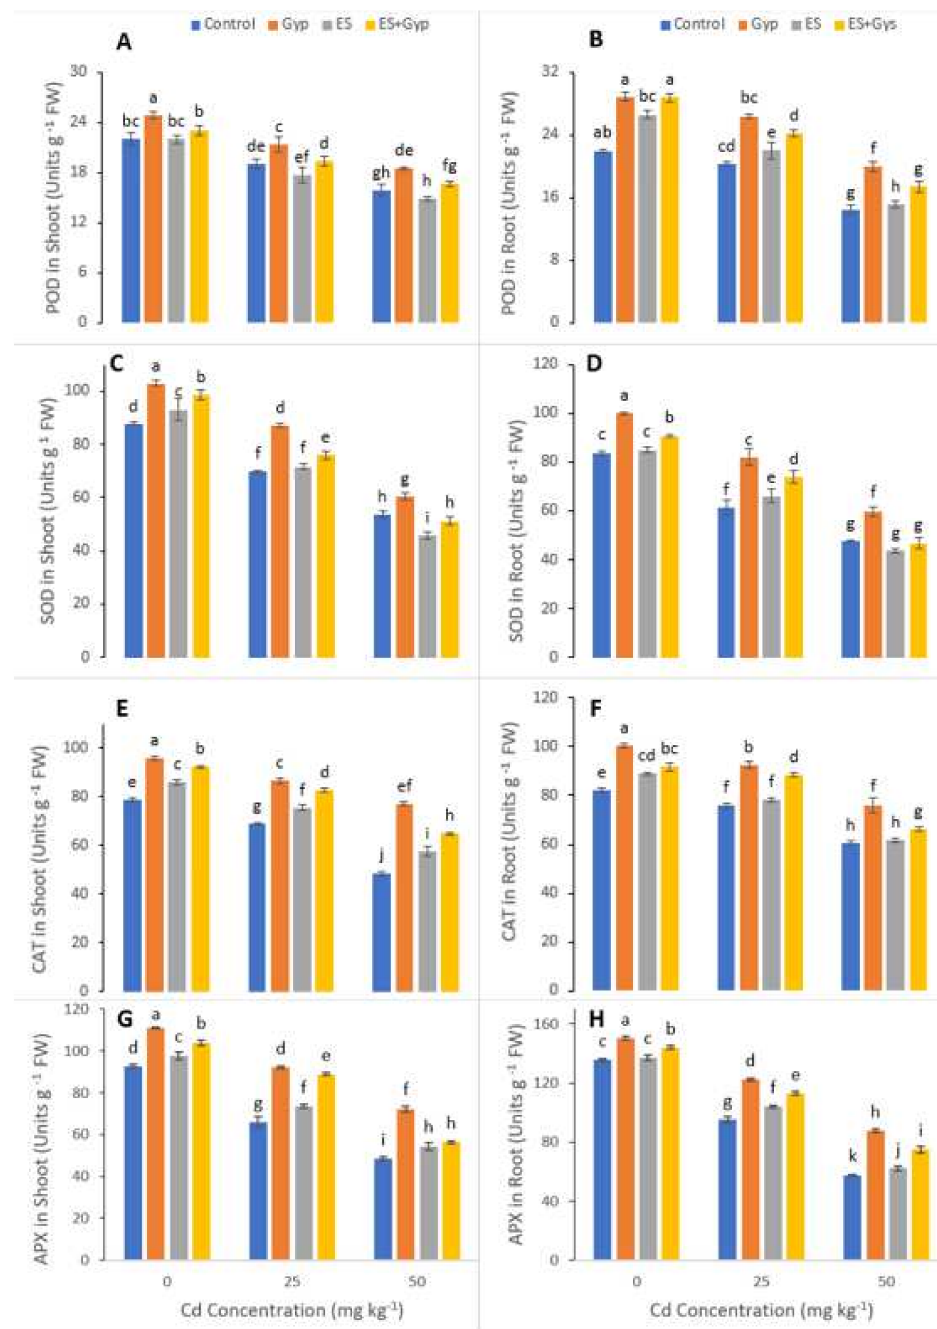 Control Gyp ES ES+Gyp
Control Gyp ES ES+Gys
A
POD in Shoot (Units g -1 FW)
30
24
18
12
6
0
bc a bc b
de c ef d
gh de h fg
B
POD in Root (Units g -1 FW)
32
24
16
8
0
ab a bc a
cd bc e d
g f h g
C
SOD in Shoot (Units g-1 FW)
100
80
60
40
20
0
d a c b
f d f e
h g i h
D
SOD in Root (Units g -1 FW)
120
100
80
60
40
20
0
c a c b
f c e d
g f g g
E
CAT in Shoot (Units g -1 FW)
100
80
60
40
20
0
e a c b
g c f d
j ef i h
F
CAT in Root (Units g -1 FW)
120
100
80
60
40
20
0
e a cd bc
f b f d
h f h g
G
APX in Shoot (Units g -1 FW)
120
100
80
60
40
20
0
d a c b
g d f e
i f h h
0 25 50
Cd Concentration (mg kg-1)
H
APX in Root (Units g -1 FW)
160
120
80
40
0
c a c b
g d f e
k h j i
0 25 50
Cd Concentration (mg kg-1)